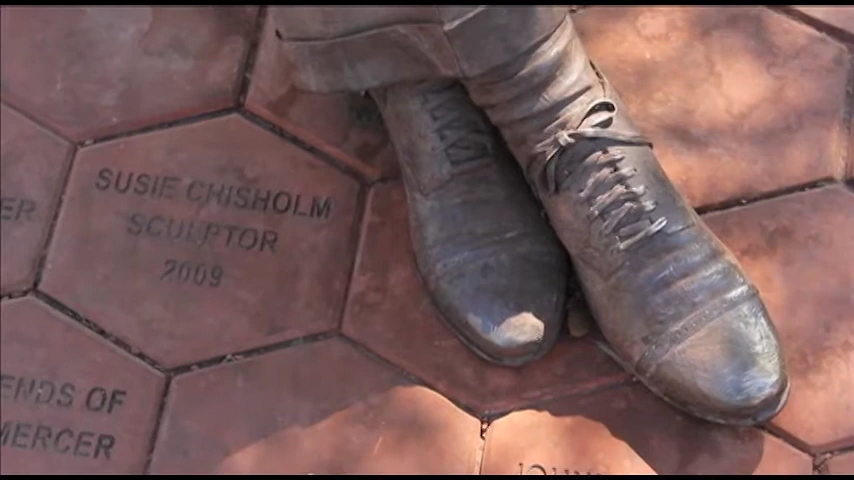 SUSIE CHISHOLM
SCULPTOR
2009
ENDS OF
MERCER
ER